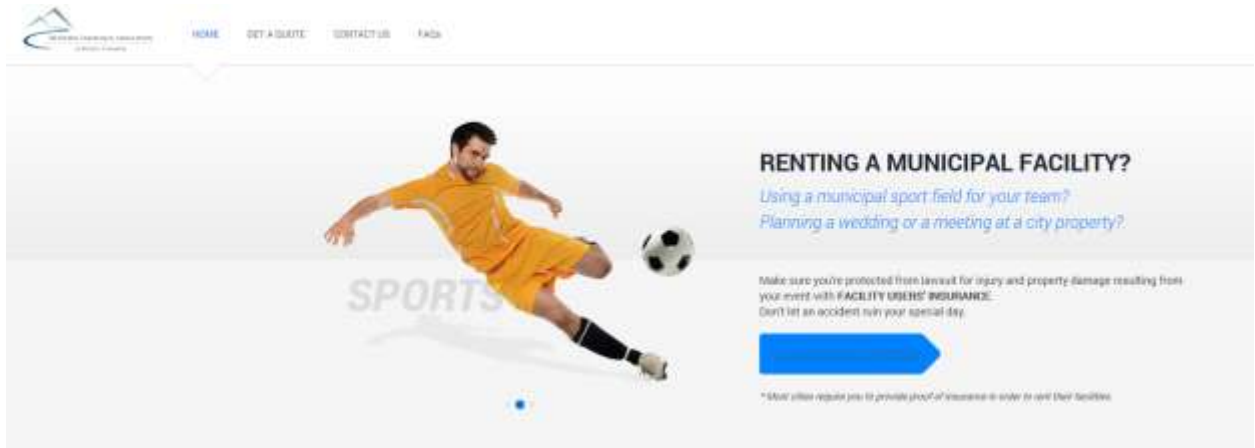 HOME
GET A QUOTE
CONTACT US
FAQs
RENTING A MUNICIPAL FACILITY?
Using a municipal sport field for your team?
Planning a wedding or a meeting at a city property?
SPORTS
Make sure you're protected from lawsuit for injury and property damage resulting from
your event with FACILITY USERS' INSURANCE.
Don't let an accident ruin your special day.
* Most cities require you to provide proof of insurance in order to rent their facilities.